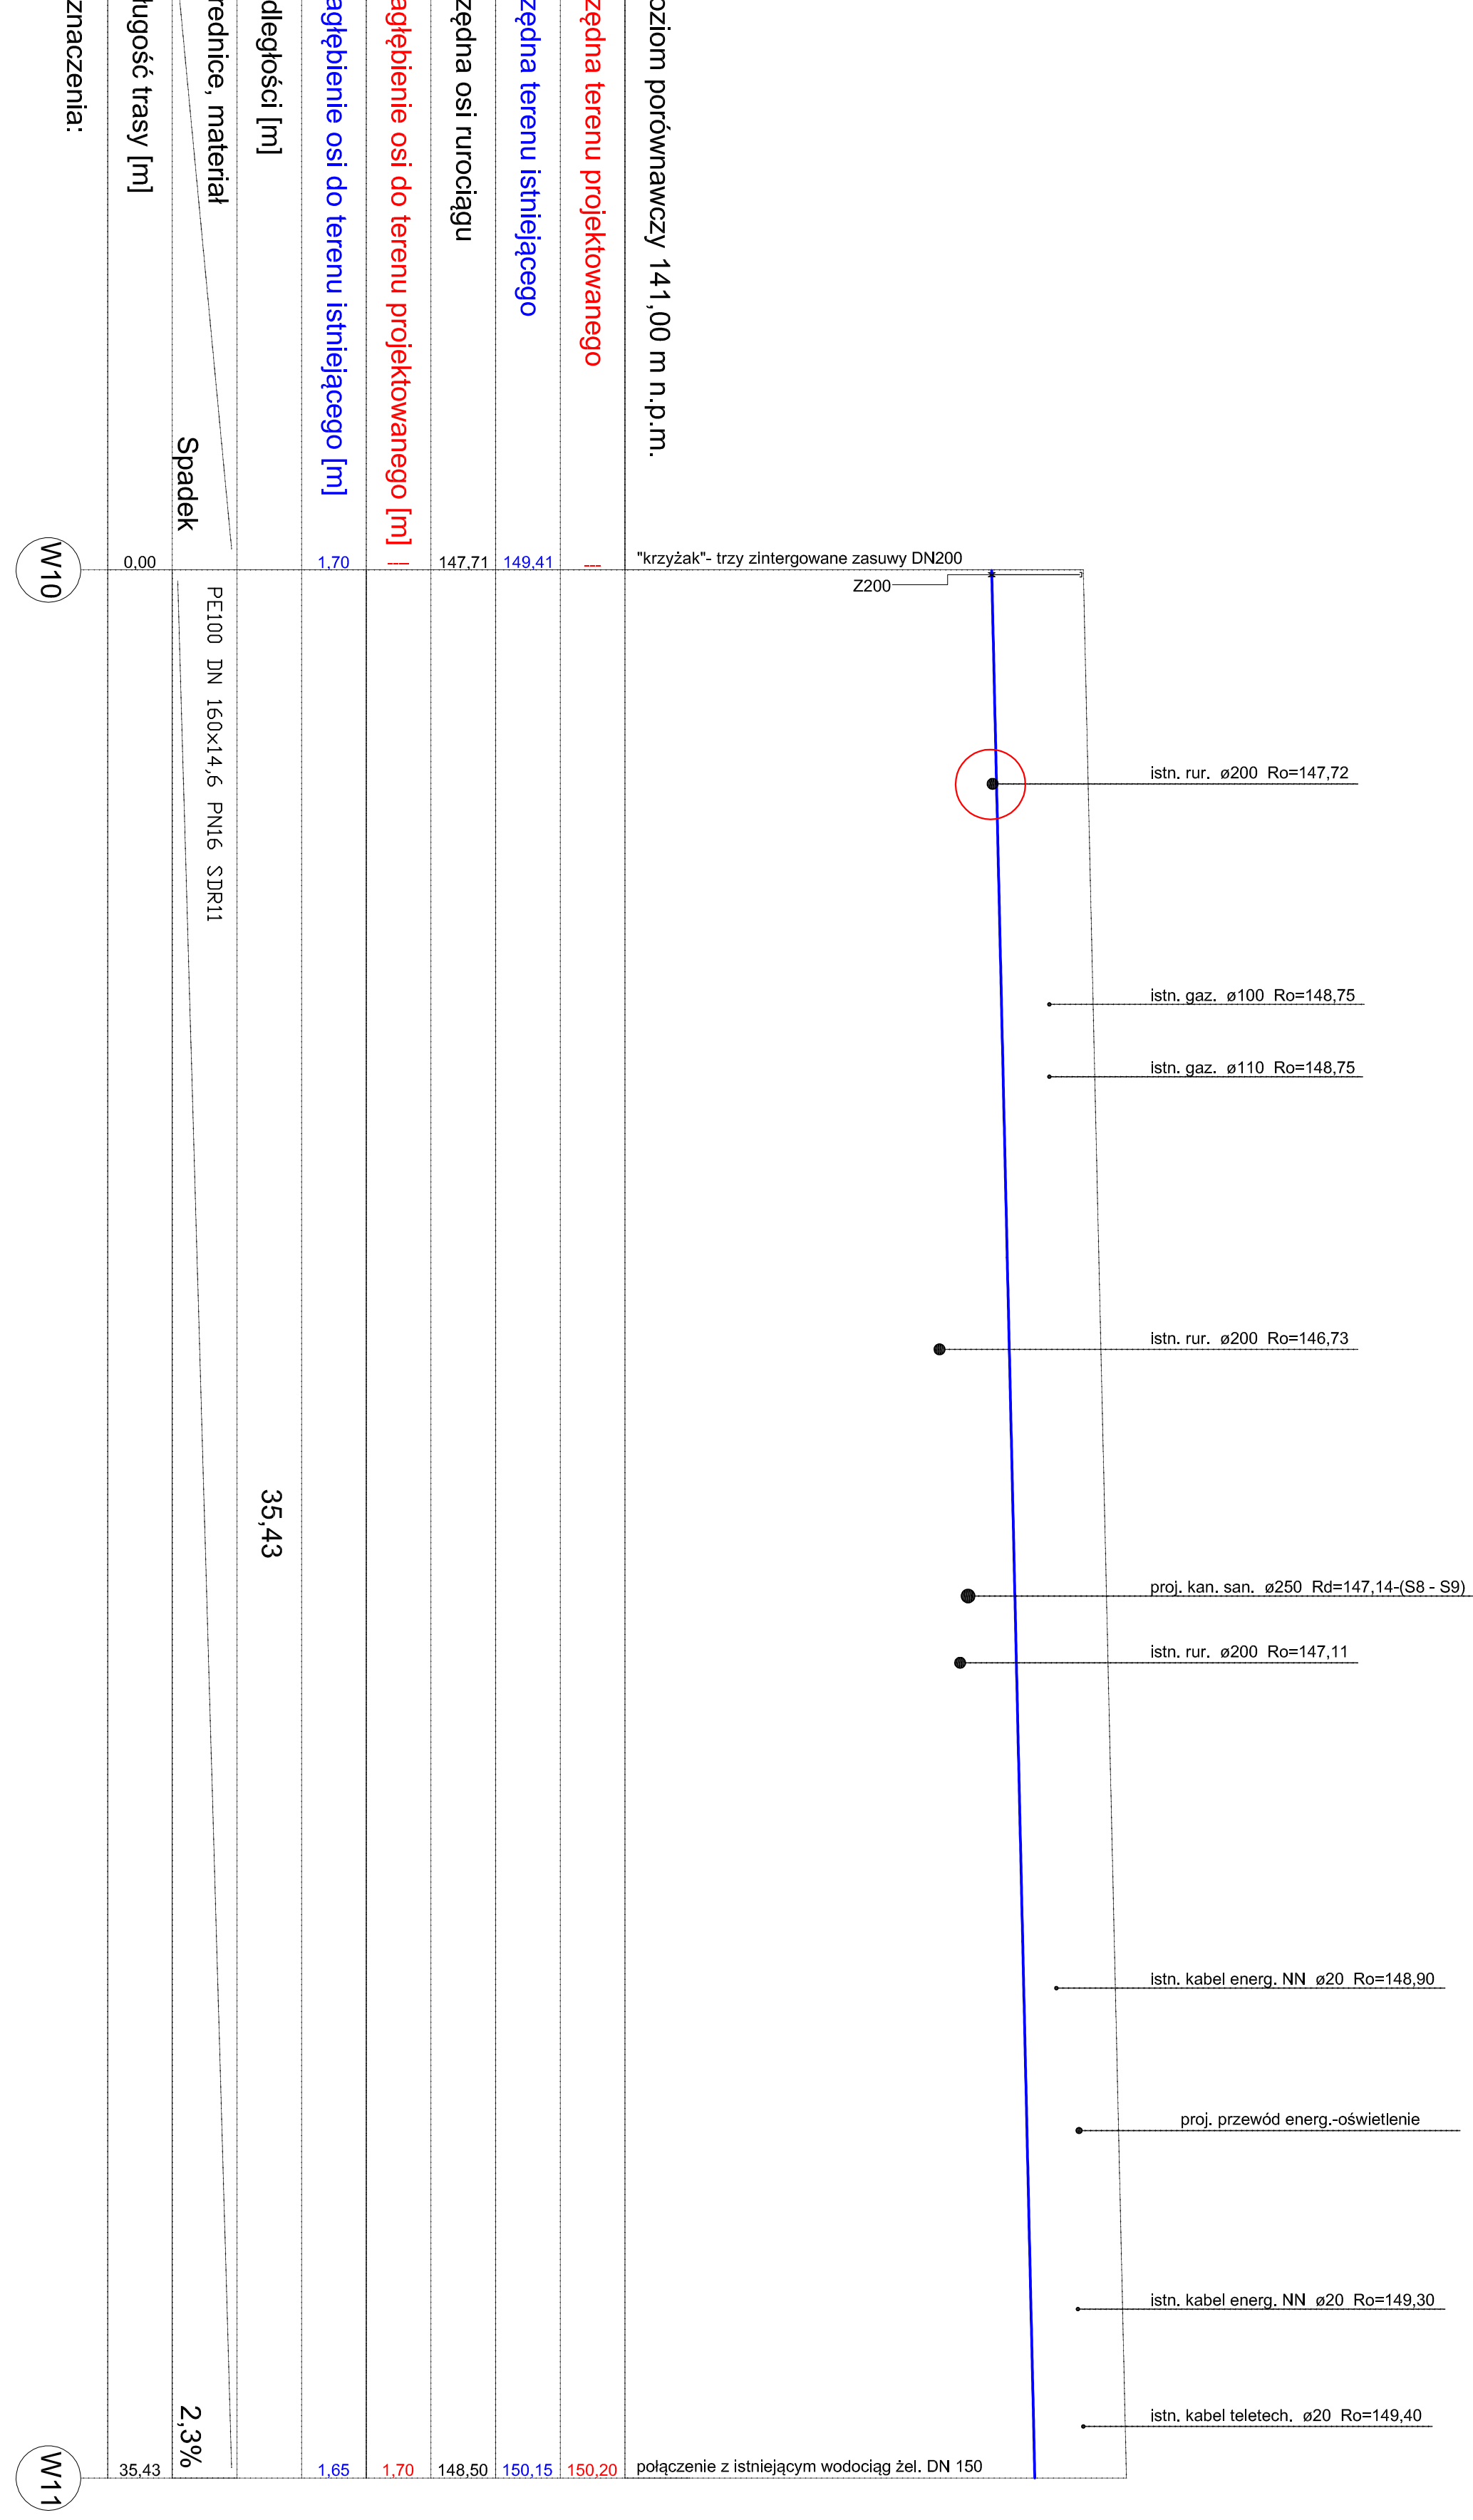 oziom porównawczy 141,00 m n.p.m.
zędna terenu projektowanego
zędna terenu istniejącego
zędna osi rurociągu
agłębienie osi do terenu projektowanego [m]
agłębienie osi do terenu istniejącego [m]
dległości [m]
rednice, materiał
Spadek
ługość trasy [m]
znaczenia:
W10
0,00
1,70
----
147,71
149,41
---
"krzyżak"- trzy zintergowane zasuwy DN200
Z200
PE100 DN 160x14,6 PN16 SDR11
istn. rur. ø200 Ro=147,72
istn. gaz. ø100 Ro=148,75
istn. gaz. ø110 Ro=148,75
istn. rur. ø200 Ro=146,73
35,43
proj. kan. san. ø250 Rd=147,14-(S8 - S9)
istn. rur. ø200 Ro=147,11
istn. kabel energ. NN ø20 Ro=148,90
proj. przewód energ.-oświetlenie
istn. kabel energ. NN ø20 Ro=149,30
istn. kabel teletech. ø20 Ro=149,40
2,3%
W11
35,43
1,65
1,70
148,50
150,15
150,20
połączenie z istniejącym wodociąg żel. DN 150